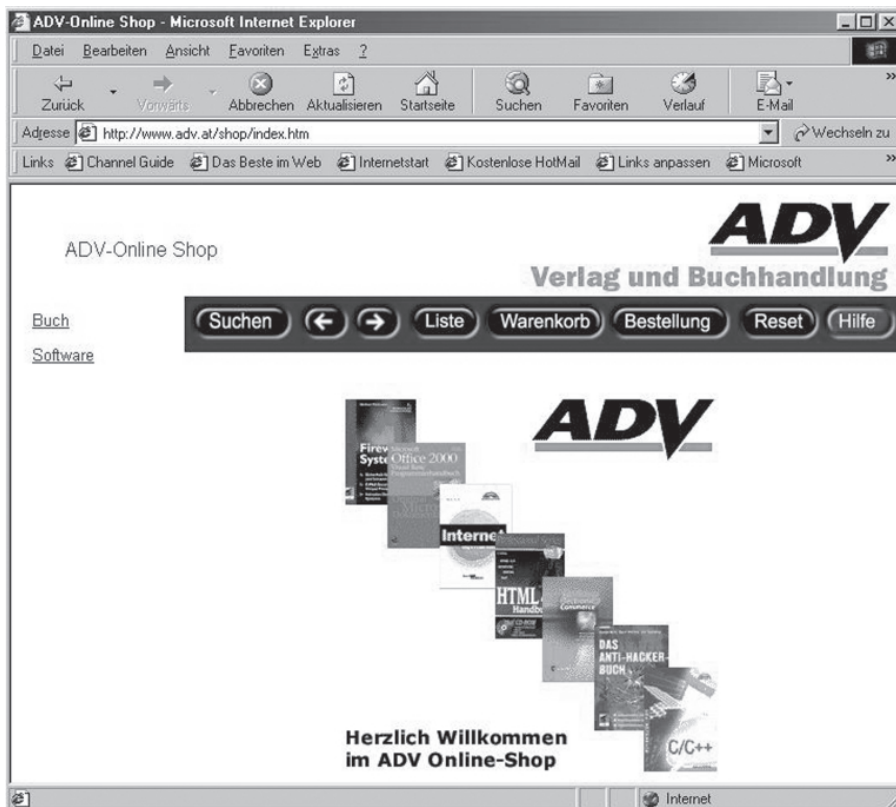 ADV-Online Shop - Microsoft Internet Explorer
Datei Bearbeiten Ansicht Favoriten Extras ?
Zurück Vorwärts Abbrechen Aktualisieren Startseite Suchen Favoriten Verlauf E-Mail »
Adresse http://www.adv.at/shop/index.htm Wechseln zu
Links Channel Guide Das Beste im Web Internetstart Kostenlose HotMail Links anpassen Microsoft »
ADV-Online Shop
ADV
Verlag und Buchhandlung
Suchen Liste Warenkorb Bestellung Reset Hilfe
Buch
Software
ADV
Office 2000
Internet
HTML
Handbu
Commerce
DAS
ANTI-HACKER-
BUCH
C/C++
Herzlich Willkommen
im ADV Online-Shop
Internet